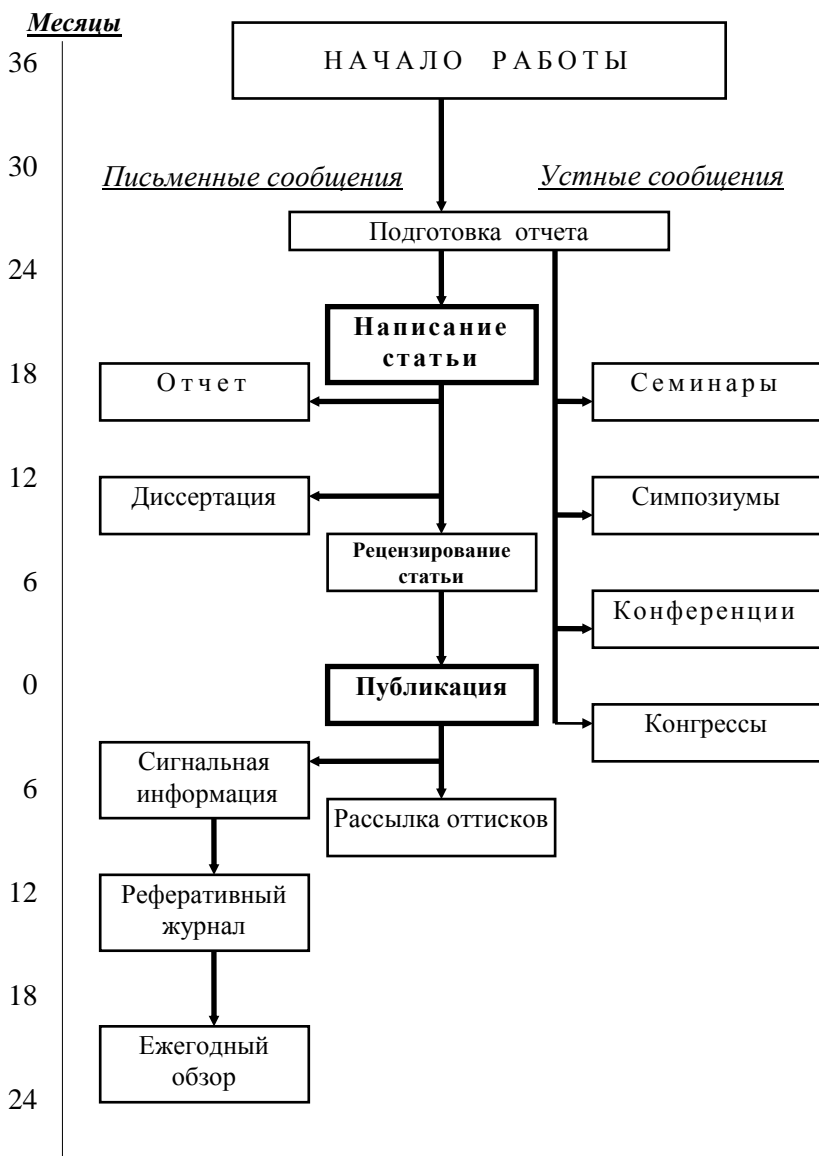 Месяцы
36
НАЧАЛО РАБОТЫ
30
Письменные сообщения
Устные сообщения
Подготовка отчета
24
Написание
статьи
18
Отчет
Семинары
12
Диссертация
Симпозиумы
Рецензирование
статьи
6
Конференции
0
Публикация
Конгрессы
Сигнальная
информация
6
Рассылка оттисков
12
Реферативный
журнал
18
Ежегодный
обзор
24